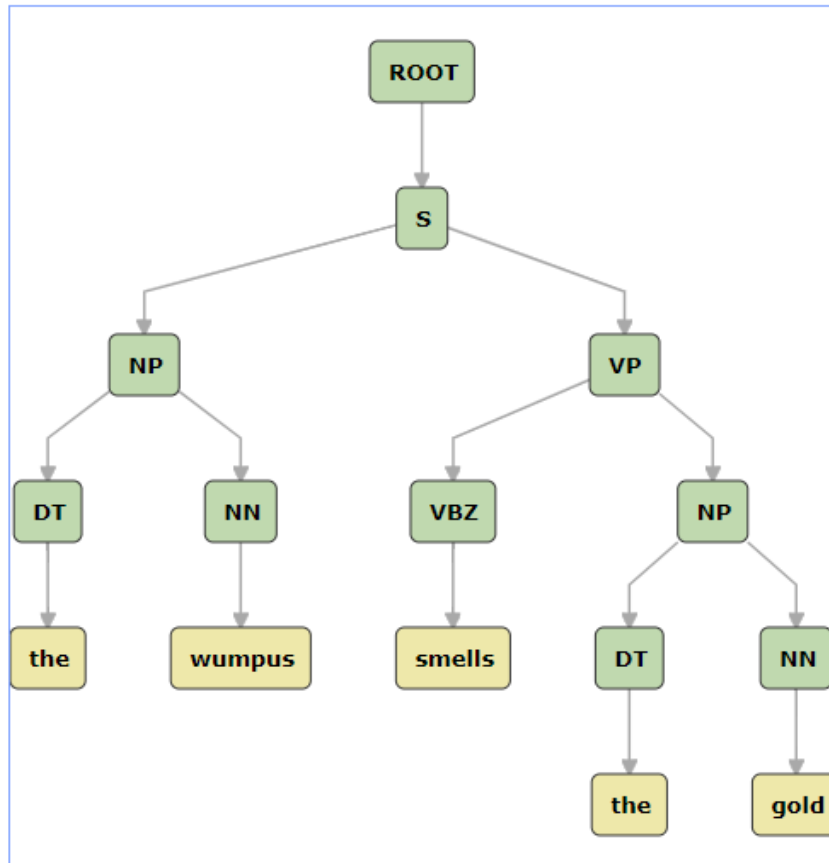 ROOT
S
NP VP
DT NN VBZ NP
the wumpus smells DT NN
the gold